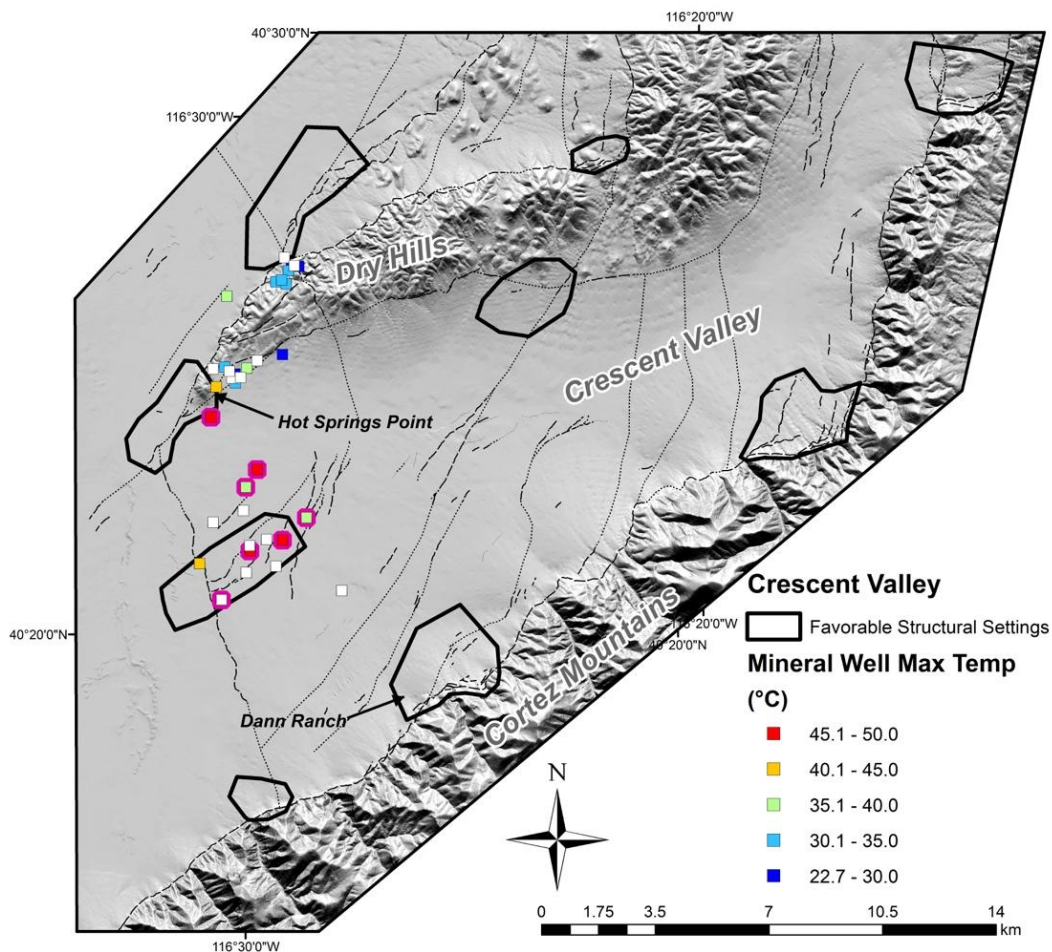 116°20'0"W
40°30'0"N
116°30'0"W
Dry Hills
Crescent Valley
Hot Springs Point
Crescent Valley
Favorable Structural Settings
116°20'0"W
40°20'0"N
40°20'0"N
Mineral Well Max Temp
(°C)
Cortez Mountains
Dann Ranch
45.1 - 50.0
40.1 - 45.0
N
35.1 - 40.0
30.1 - 35.0
22.7 - 30.0
0 1.75 3.5 7 10.5 14
km
116°30'0"W